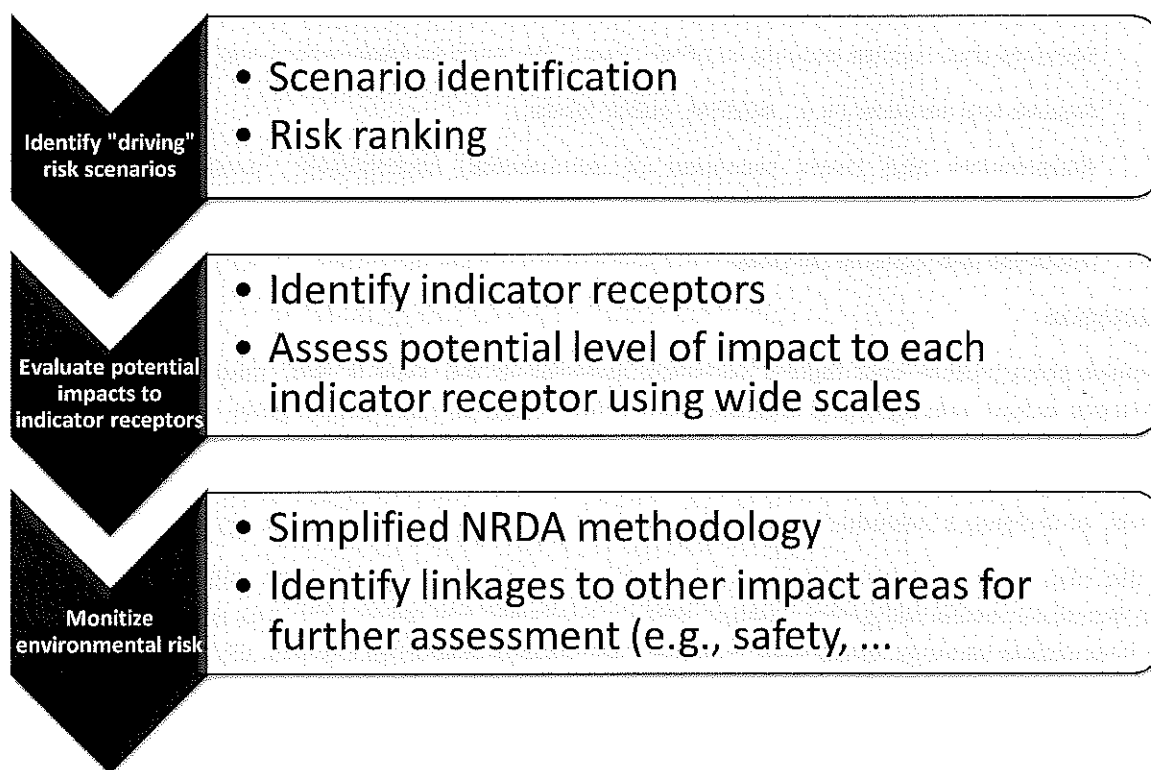 Identify "driving"
risk scenarios
• Scenario identification
• Risk ranking
Evaluate potential
impacts to
indicator receptors
• Identify indicator receptors
• Assess potential level of impact to each
indicator receptor using wide scales
Monitize
environmental risk
• Simplified NRDA methodology
• Identify linkages to other impact areas for
further assessment (e.g., safety, ...